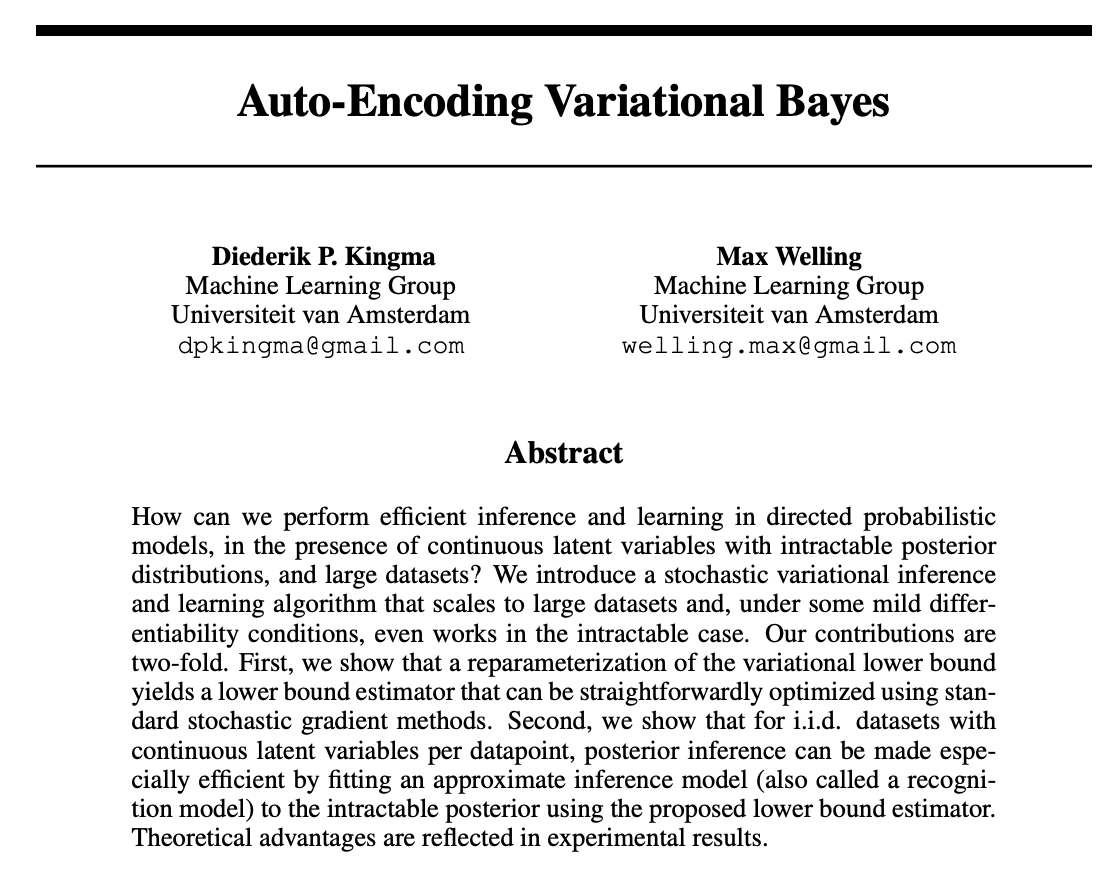 Auto-Encoding Variational Bayes
Diederik P. Kingma
Machine Learning Group
Universiteit van Amsterdam
dpkingma@gmail.com
Max Welling
Machine Learning Group
Universiteit van Amsterdam
welling.max@gmail.com
Abstract
How can we perform efficient inference and learning in directed probabilistic
models, in the presence of continuous latent variables with intractable posterior
distributions, and large datasets? We introduce a stochastic variational inference
and learning algorithm that scales to large datasets and, under some mild differ-
entiability conditions, even works in the intractable case. Our contributions are
two-fold. First, we show that a reparameterization of the variational lower bound
yields a lower bound estimator that can be straightforwardly optimized using stan-
dard stochastic gradient methods. Second, we show that for i.i.d. datasets with
continuous latent variables per datapoint, posterior inference can be made espe-
cially efficient by fitting an approximate inference model (also called a recogni-
tion model) to the intractable posterior using the proposed lower bound estimator.
Theoretical advantages are reflected in experimental results.